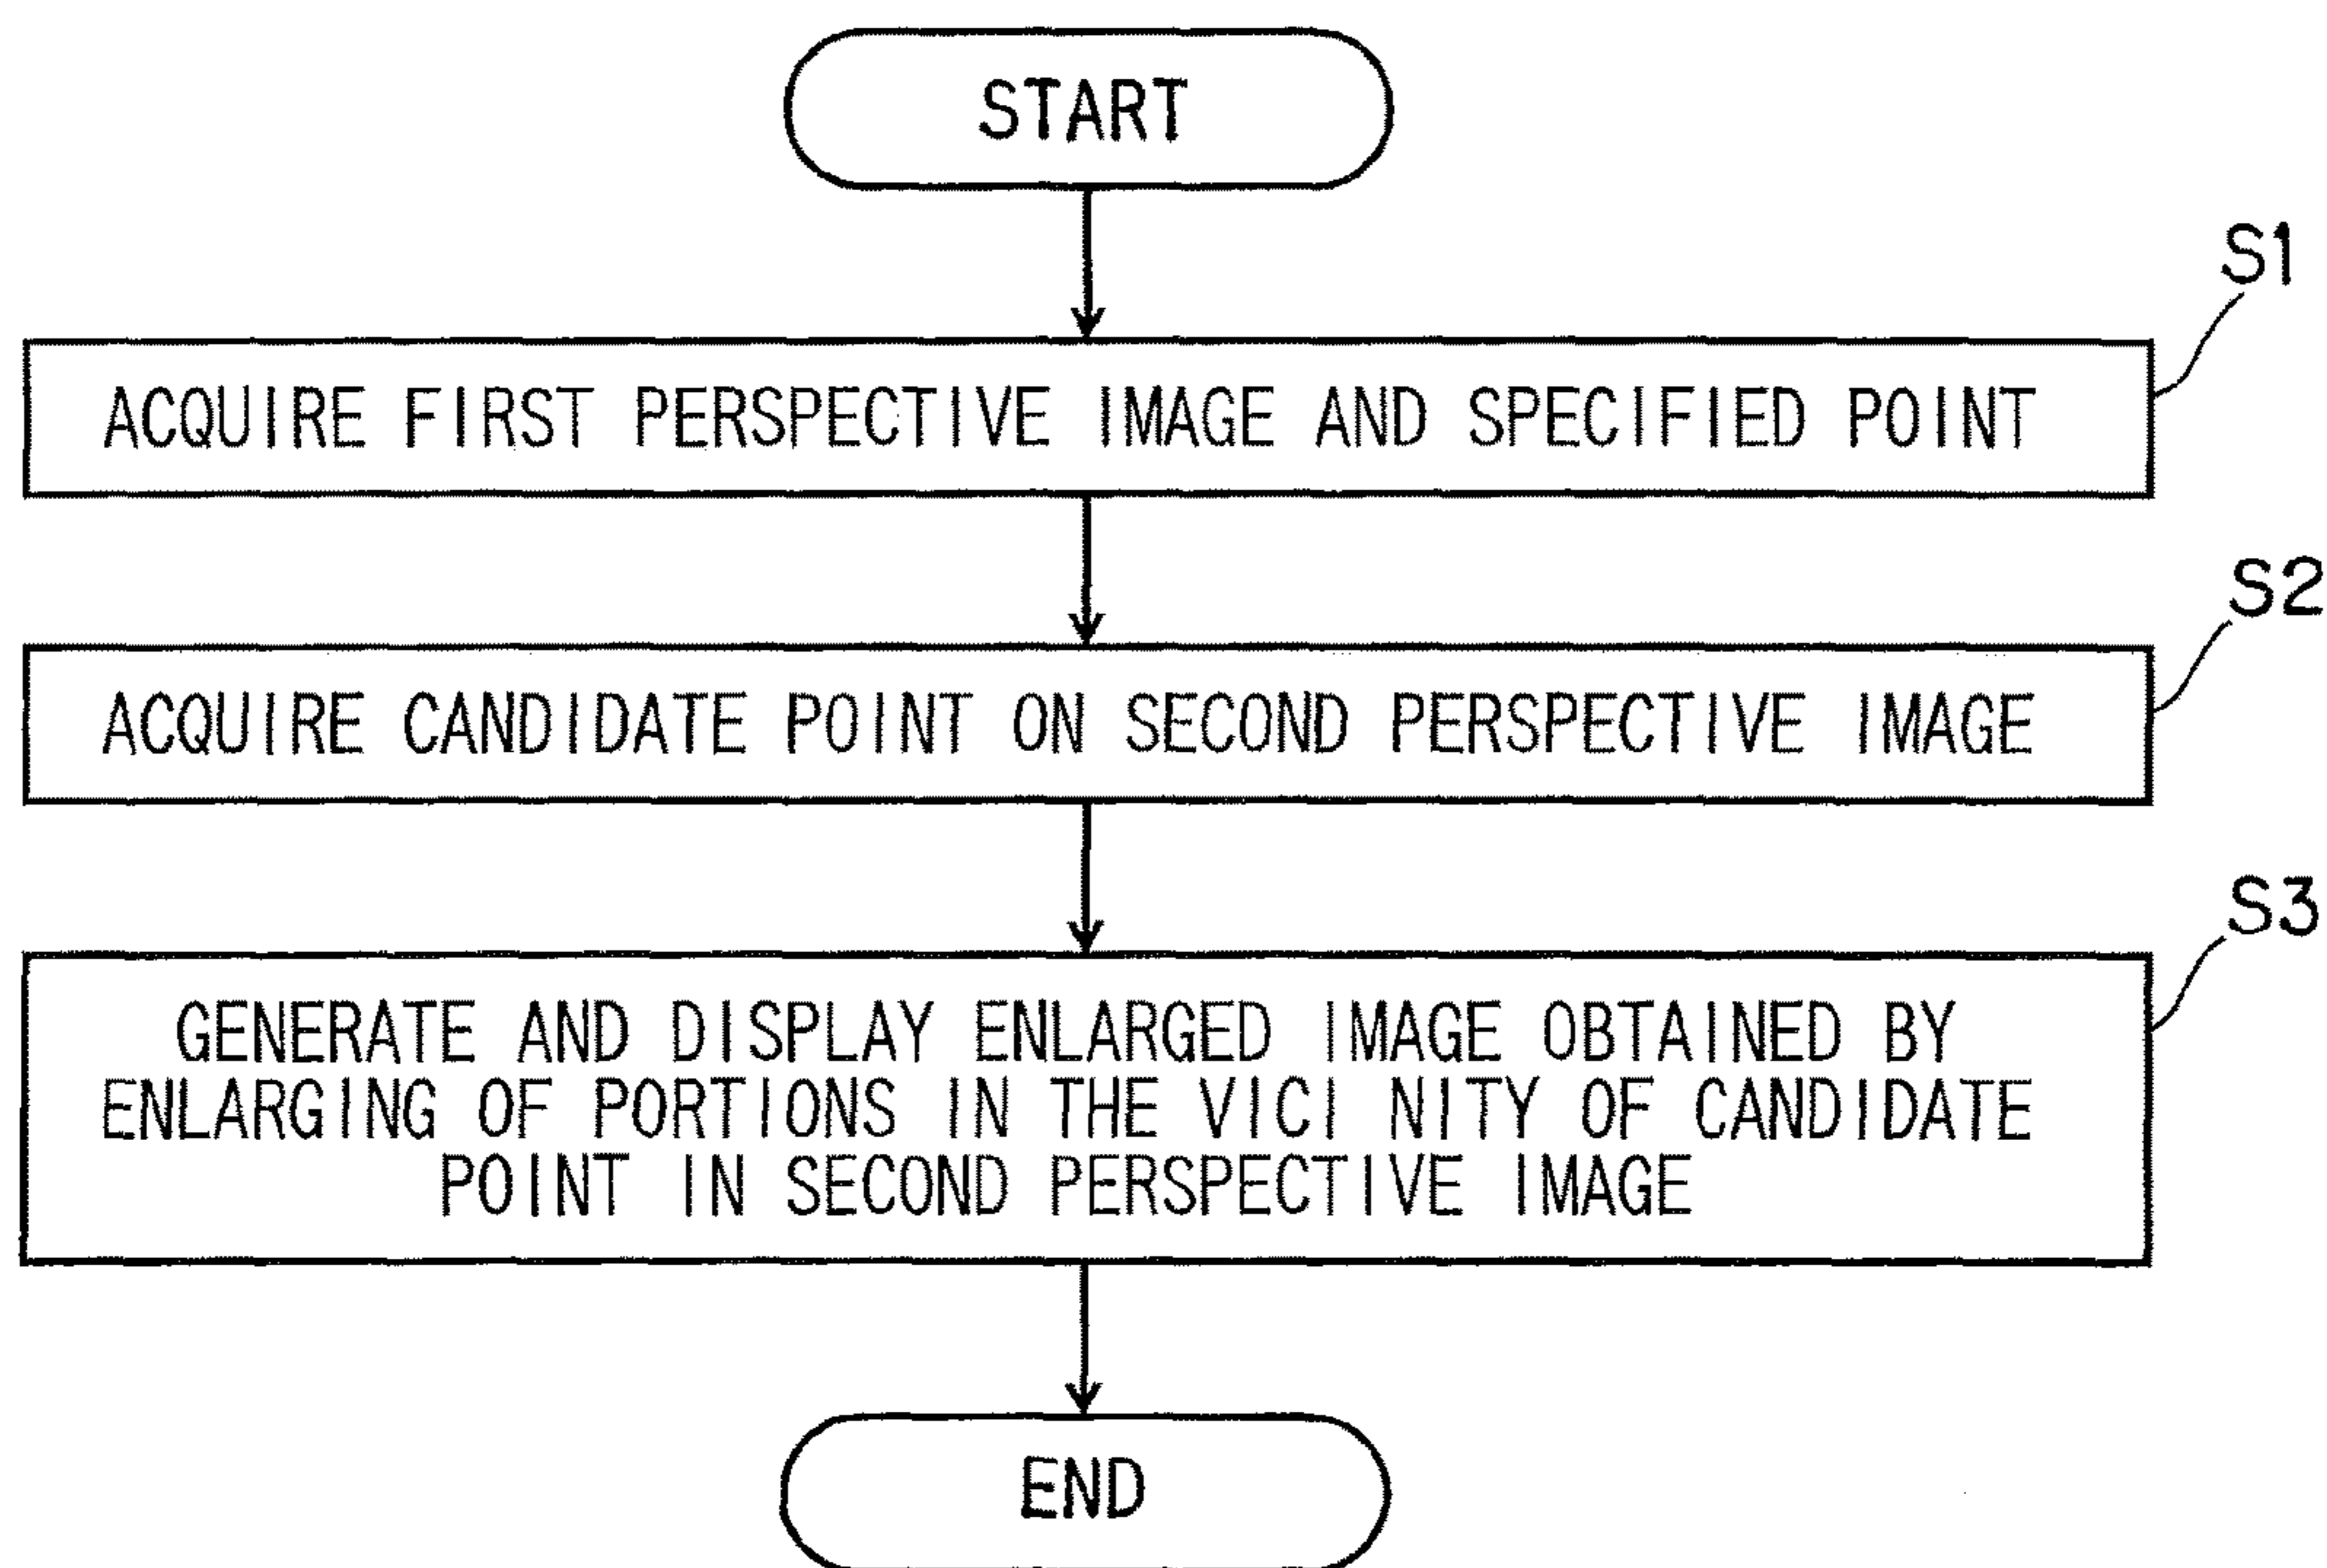 START
S1
ACQUIRE FIRST PERSPECTIVE IMAGE AND SPECIFIED POINT
S2
ACQUIRE CANDIDATE POINT ON SECOND PERSPECTIVE IMAGE
S3
GENERATE AND DISPLAY ENLARGED IMAGE OBTAINED BY
ENLARGING OF PORTIONS IN THE VICINITY OF CANDIDATE
POINT IN SECOND PERSPECTIVE IMAGE
END